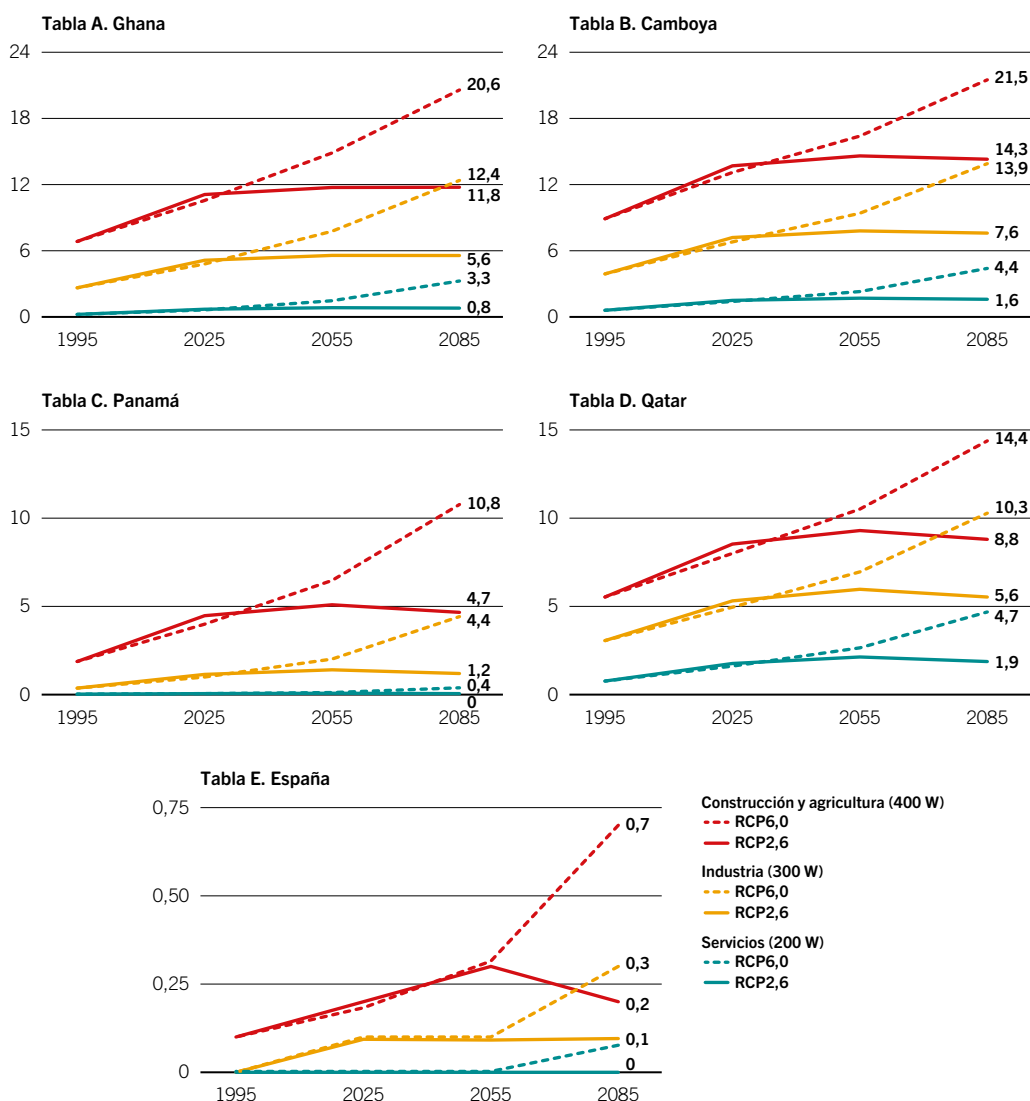 Tabla A. Ghana
24
18
12
6
0
20,6
12,4
11,8
5,6
3,3
0,8
1995 2025 2055 2085
Tabla B. Camboya
24
18
12
6
0
21,5
14,3
13,9
7,6
4,4
1,6
1995 2025 2055 2085
Tabla C. Panamá
15
10
5
0
10,8
4,7
4,4
1,2
0,4
0
1995 2025 2055 2085
Tabla D. Qatar
15
10
5
0
14,4
10,3
8,8
5,6
4,7
1,9
1995 2025 2055 2085
Tabla E. España
0,75
0,50
0,25
0
0,7
0,3
0,2
0,1
0
1995 2025 2055 2085
Construcción y agricultura (400 W)
RCP6,0
RCP2,6
Industria (300 W)
RCP6,0
RCP2,6
Servicios (200 W)
RCP6,0
RCP2,6